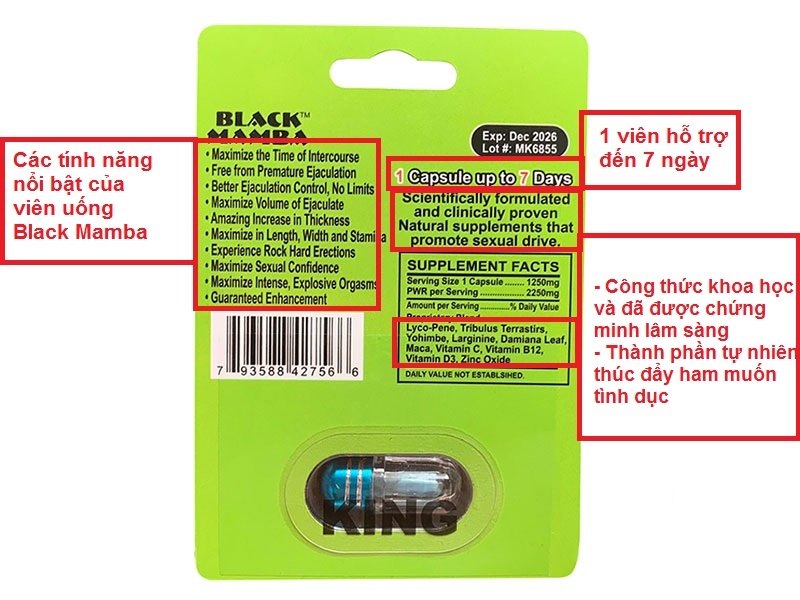 BLACK™
MAMBA
Exp: Dec 2026
Lot #: MK6855
1 Capsule up to 7 Days
Scientifically formulated
and clinically proven
Natural supplements that
promote sexual drive.
• Maximize the Time of Intercourse
• Free from Premature Ejaculation
• Better Ejaculation Control, No Limits
• Maximize Volume of Ejaculate
• Amazing Increase in Thickness
• Maximize in Length, Width and Stamina
• Experience Rock Hard Erections
• Maximize Sexual Confidence
• Maximize Intense, Explosive Orgasms
• Guaranteed Enhancement
SUPPLEMENT FACTS
Serving Size 1 Capsule ....... 1250mg
PWR per Serving .................. 2250mg
Amount per Serving ........% Daily Value
Proprietary Blend
Lyco-Pene, Tribulus Terrastirs,
Yohimbe, Larginine, Damiana Leaf,
Maca, Vitamin C, Vitamin B12,
Vitamin D3, Zinc Oxide
DAILY VALUE NOT ESTABLSIHED.
7 93588 42756 6
KING
Các tính năng
nổi bật của
viên uống
Black Mamba
1 viên hỗ trợ
đến 7 ngày
- Công thức khoa học
và đã được chứng
minh lâm sàng
- Thành phần tự nhiên
thúc đẩy ham muốn
tình dục